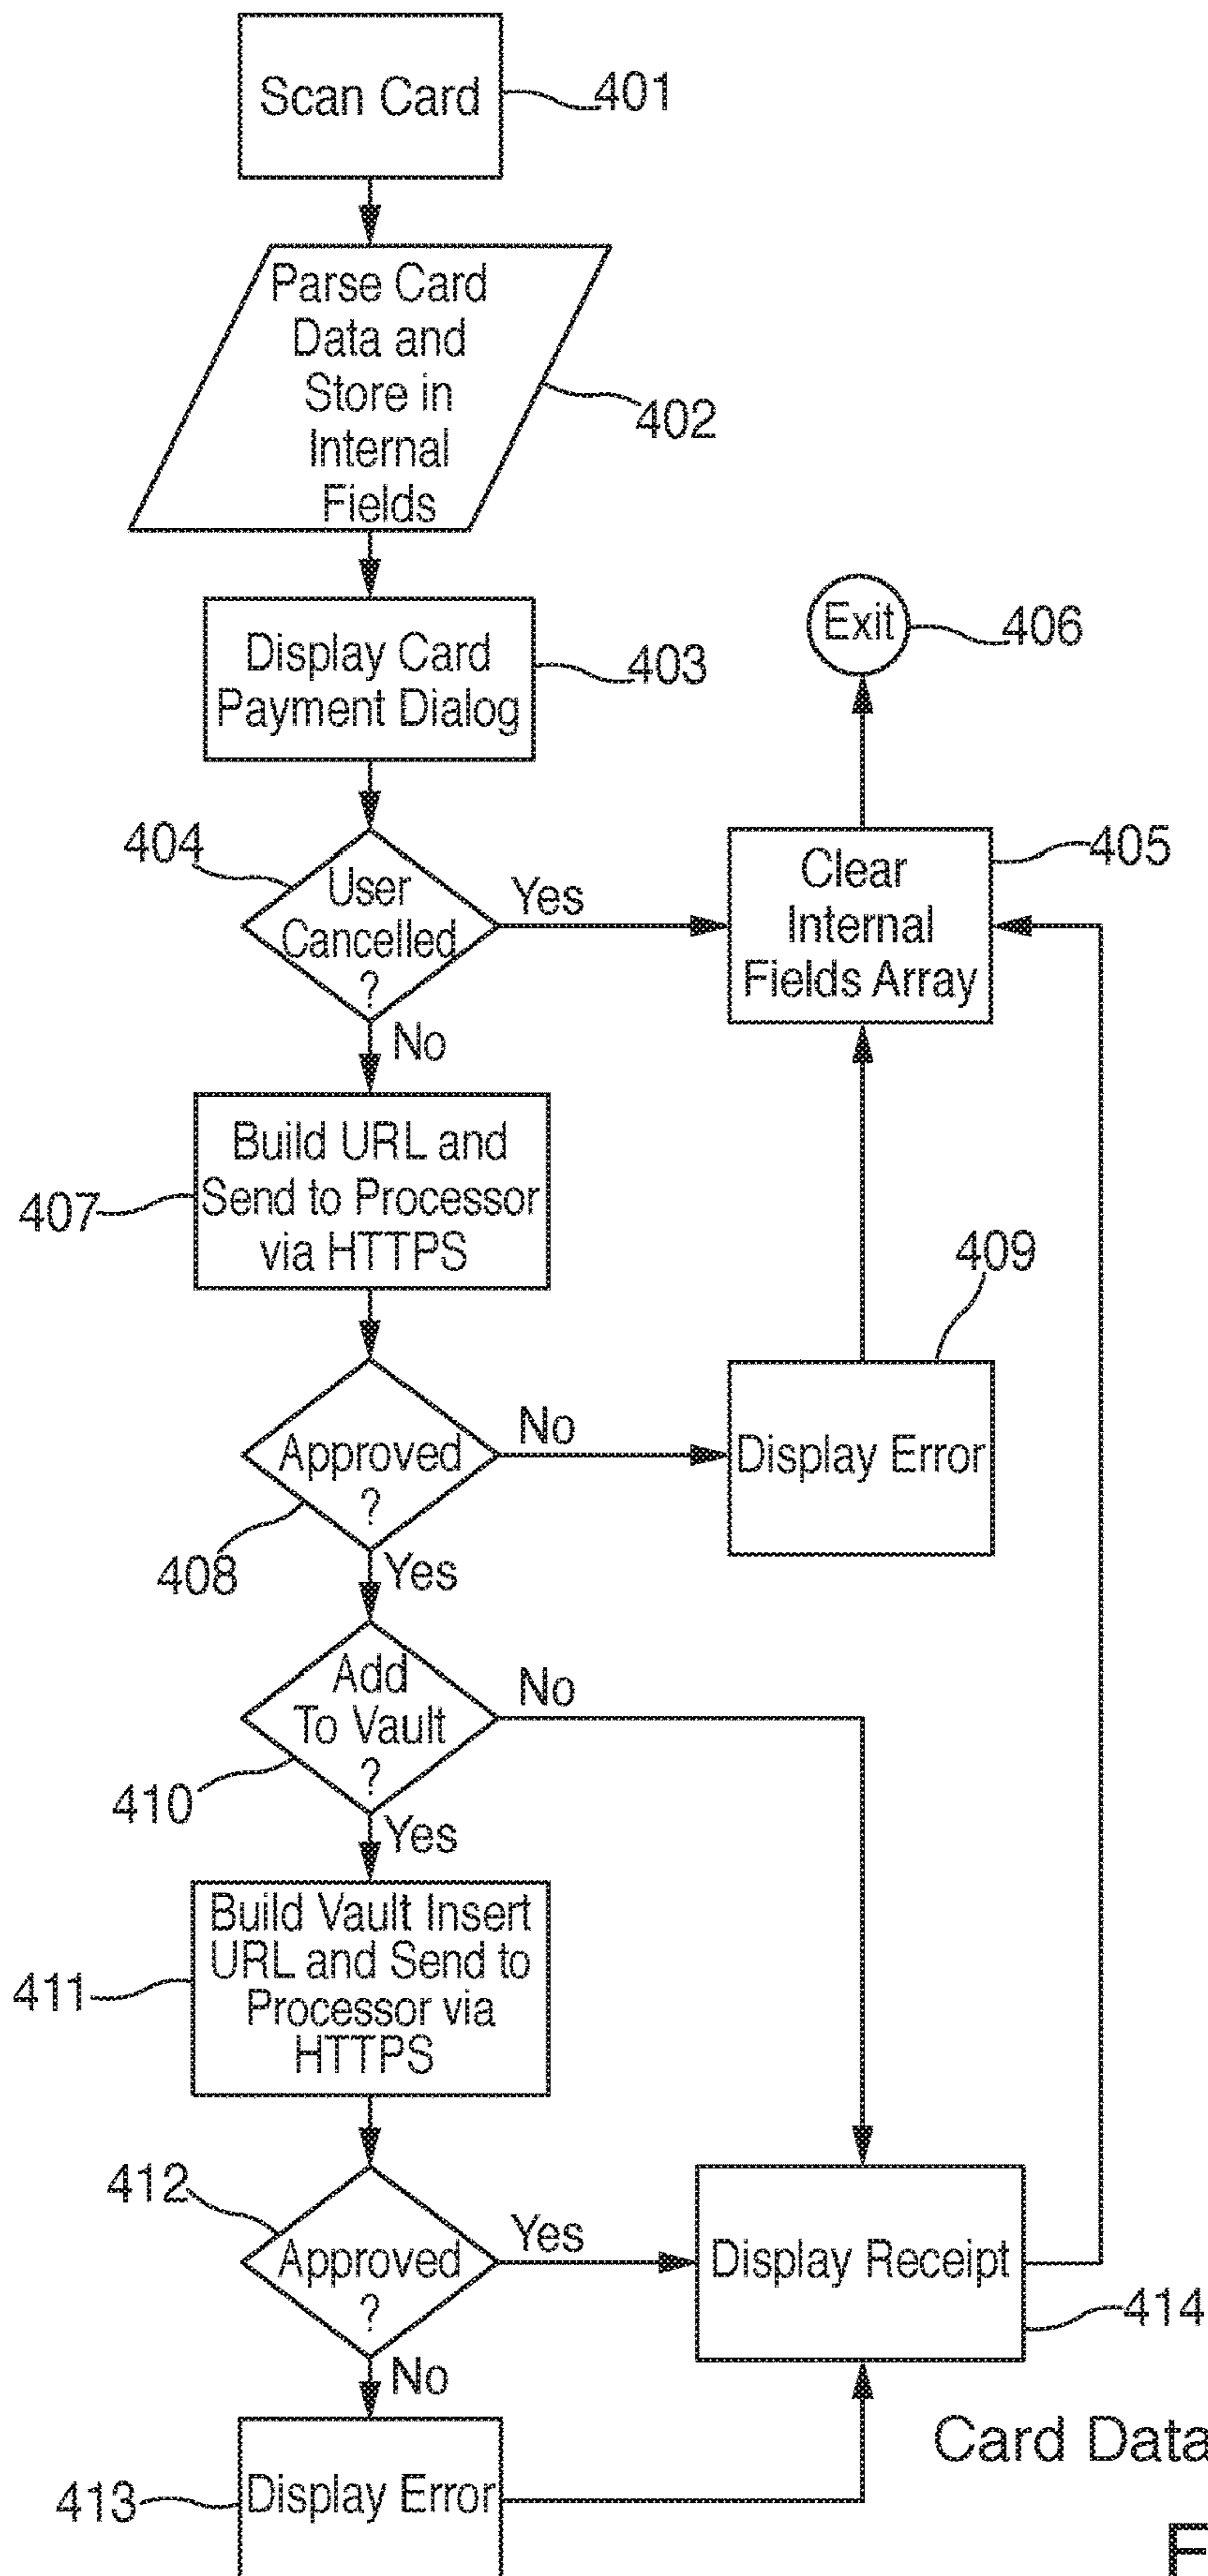 Scan Card
401
Parse Card
Data and
Store in
Internal
Fields
402
Display Card
Payment Dialog
403
Exit
406
404
User
Cancelled
?
Yes
No
Clear
Internal
Fields Array
405
Build URL and
Send to Processor
via HTTPS
407
409
Approved
?
No
Display Error
408
Yes
Add
To Vault
?
No
410
Yes
Build Vault Insert
URL and Send to
Processor via
HTTPS
411
412
Approved
?
Yes
Display Receipt
414
No
Card Data
Display Error
413